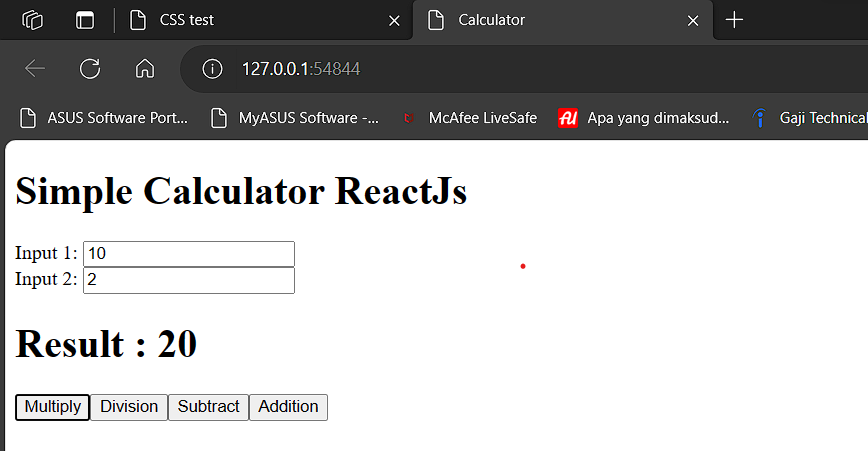 CSS test
Calculator
127.0.0.1:54844
ASUS Software Port... MyASUS Software -... McAfee LiveSafe Apa yang dimaksud... Gaji Technical
Simple Calculator ReactJs
Input 1: 10
Input 2: 2
Result : 20
Multiply Division Subtract Addition